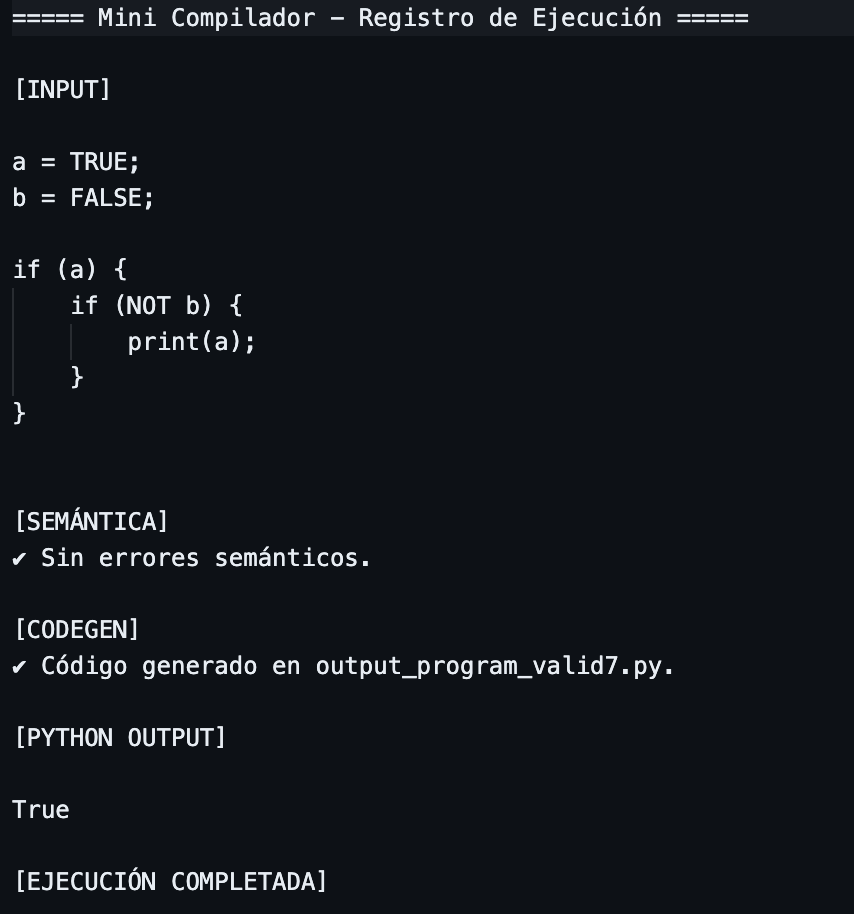 ===== Mini Compilador - Registro de Ejecución =====
[INPUT]
a = TRUE;
b = FALSE;
if (a) {
    if (NOT b) {
        print(a);
    }
}
[SEMÁNTICA]
✔ Sin errores semánticos.
[CODEGEN]
✔ Código generado en output_program_valid7.py.
[PYTHON OUTPUT]
True
[EJECUCIÓN COMPLETADA]